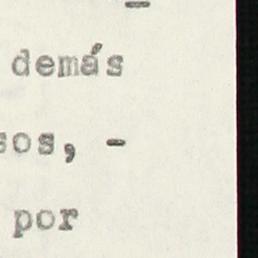 -
demás
sos, -
por